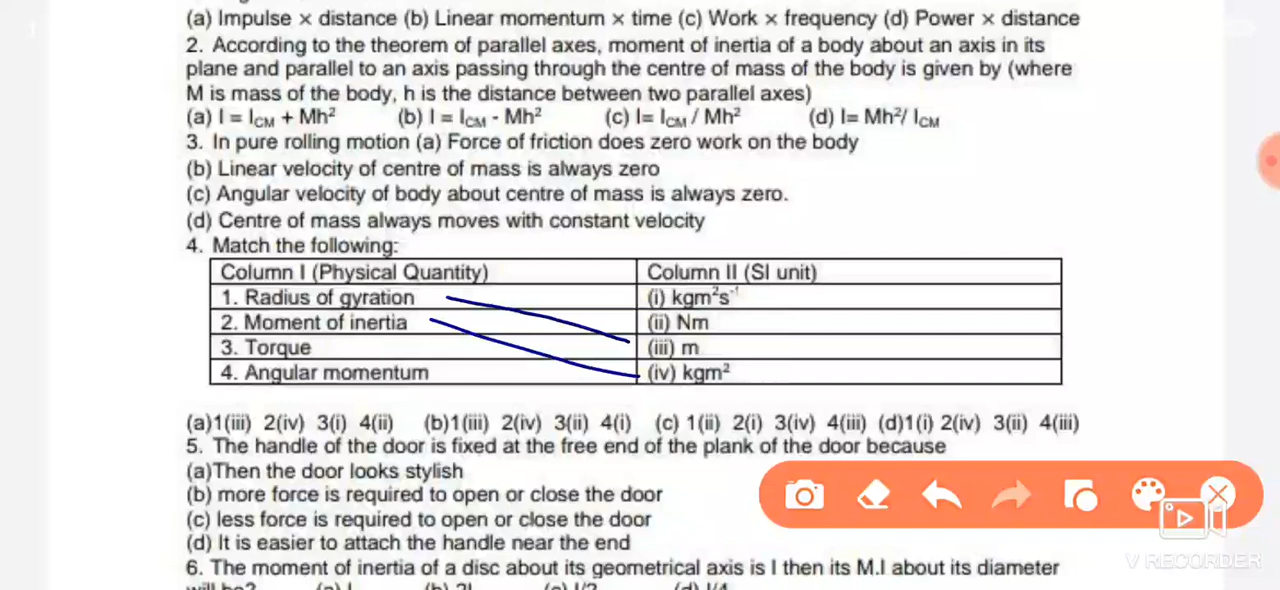 (a) Impulse × distance (b) Linear momentum × time (c) Work × frequency (d) Power × distance
2. According to the theorem of parallel axes, moment of inertia of a body about an axis in its
plane and parallel to an axis passing through the centre of mass of the body is given by (where
M is mass of the body, h is the distance between two parallel axes)
(a) I = I_CM + Mh² (b) I = I_CM - Mh² (c) I= I_CM / Mh² (d) I= Mh²/ I_CM
3. In pure rolling motion (a) Force of friction does zero work on the body
(b) Linear velocity of centre of mass is always zero
(c) Angular velocity of body about centre of mass is always zero.
(d) Centre of mass always moves with constant velocity
4. Match the following:
Column I (Physical Quantity) Column II (SI unit)
1. Radius of gyration (i) kgm²s⁻¹
2. Moment of inertia (ii) Nm
3. Torque (iii) m
4. Angular momentum (iv) kgm²
(a)1(iii) 2(iv) 3(i) 4(ii) (b)1(iii) 2(iv) 3(ii) 4(i) (c) 1(ii) 2(i) 3(iv) 4(iii) (d)1(i) 2(iv) 3(ii) 4(iii)
5. The handle of the door is fixed at the free end of the plank of the door because
(a)Then the door looks stylish
(b) more force is required to open or close the door
(c) less force is required to open or close the door
(d) It is easier to attach the handle near the end
V RECORDER
6. The moment of inertia of a disc about its geometrical axis is I then its M.I about its diameter
will be? (a) I (b) 2I (c) I/2 (d) I/4